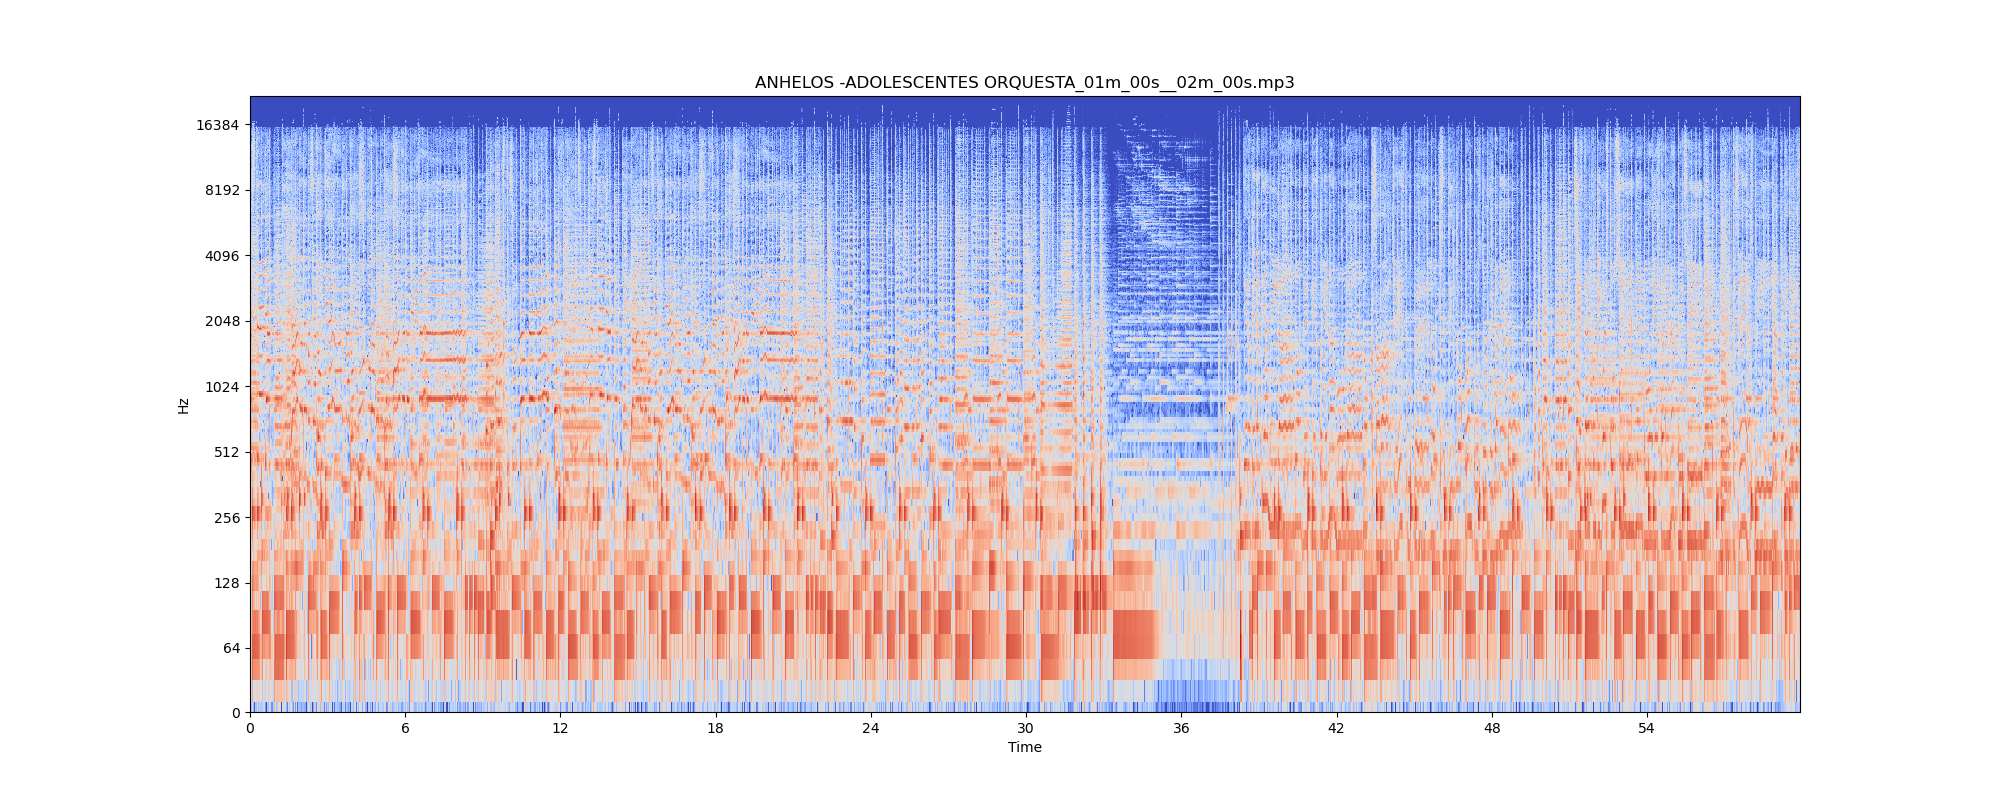 ANHELOS -ADOLESCENTES ORQUESTA_01m_00s__02m_00s.mp3
16384
8192
4096
2048
1024
512
256
128
64
0
Hz
0 6 12 18 24 30 36 42 48 54
Time